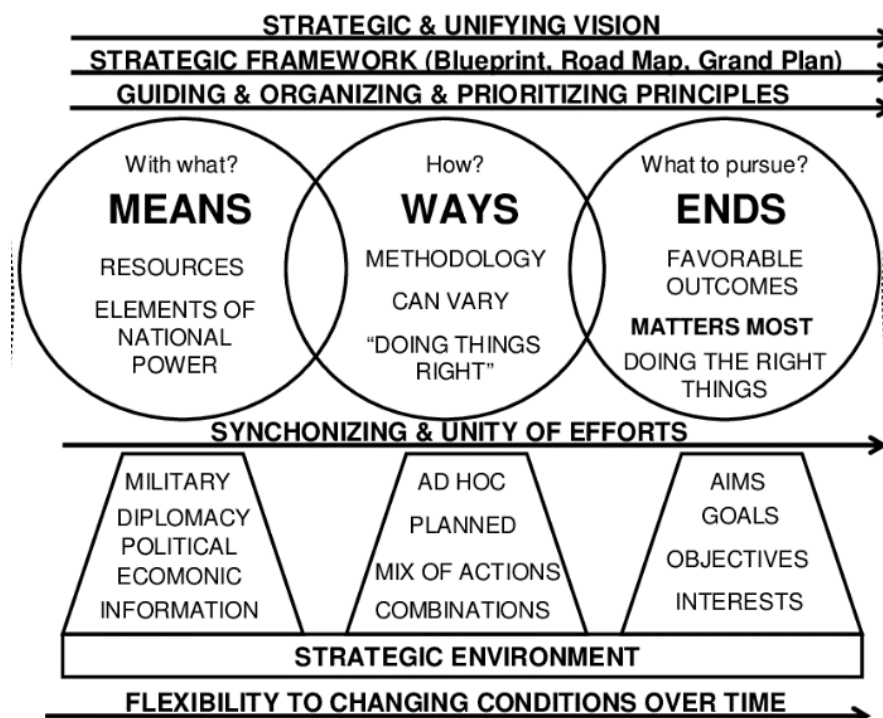 STRATEGIC & UNIFYING VISION
STRATEGIC FRAMEWORK (Blueprint, Road Map, Grand Plan)
GUIDING & ORGANIZING & PRIORITIZING PRINCIPLES
With what?
MEANS
RESOURCES
ELEMENTS OF
NATIONAL
POWER
How?
WAYS
METHODOLOGY
CAN VARY
“DOING THINGS
RIGHT”
What to pursue?
ENDS
FAVORABLE
OUTCOMES
MATTERS MOST
DOING THE RIGHT
THINGS
SYNCHONIZING & UNITY OF EFFORTS
MILITARY
DIPLOMACY
POLITICAL
ECOMONIC
INFORMATION
AD HOC
PLANNED
MIX OF ACTIONS
COMBINATIONS
AIMS
GOALS
OBJECTIVES
INTERESTS
STRATEGIC ENVIRONMENT
FLEXIBILITY TO CHANGING CONDITIONS OVER TIME